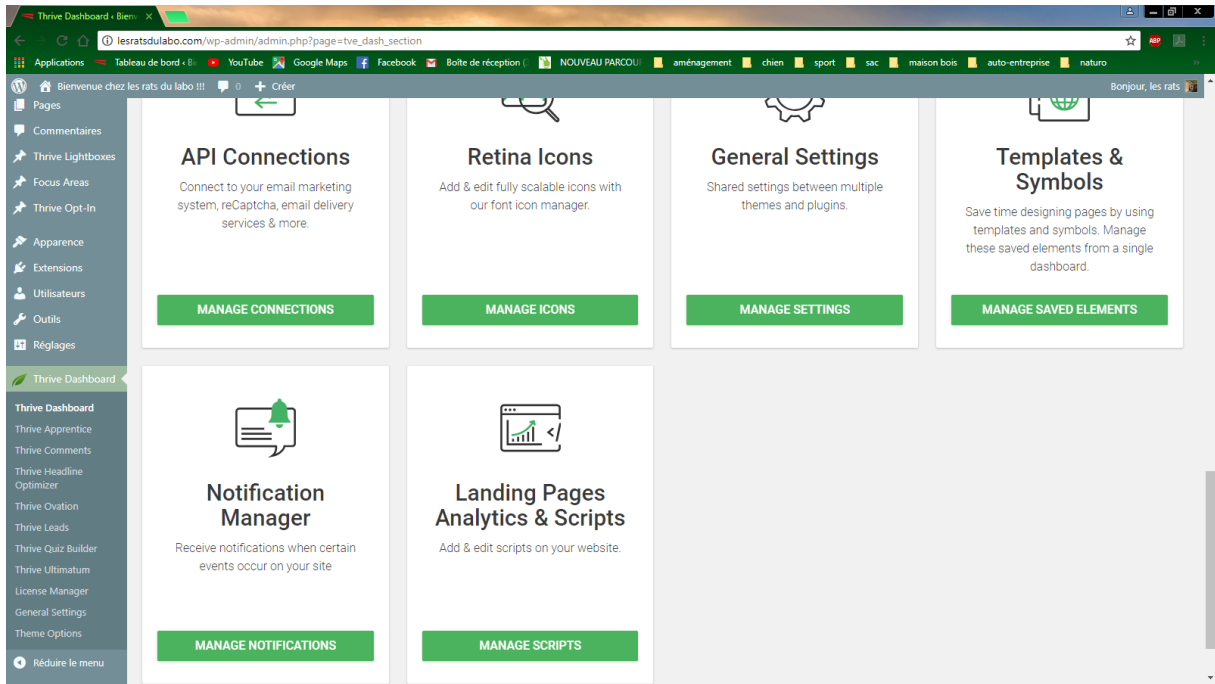 Thrive Dashboard ‹ Bienv
lesratsdulabo.com/wp-admin/admin.php?page=tve_dash_section
ABP
Applications Tableau de bord ‹ Bi YouTube Google Maps Facebook Boîte de réception ( NOUVEAU PARCOU aménagement chien sport sac maison bois auto-entreprise naturo
Bienvenue chez les rats du labo !!! 0 + Créer Bonjour, les rats
Pages
Commentaires
Thrive Lightboxes
Focus Areas
Thrive Opt-In
Apparence
Extensions
Utilisateurs
Outils
Réglages
Thrive Dashboard
Thrive Dashboard
Thrive Apprentice
Thrive Comments
Thrive Headline
Optimizer
Thrive Ovation
Thrive Leads
Thrive Quiz Builder
Thrive Ultimatum
License Manager
General Settings
Theme Options
Réduire le menu
API Connections
Connect to your email marketing
system, reCaptcha, email delivery
services & more.
MANAGE CONNECTIONS
Retina Icons
Add & edit fully scalable icons with
our font icon manager.
MANAGE ICONS
General Settings
Shared settings between multiple
themes and plugins.
MANAGE SETTINGS
Templates &
Symbols
Save time designing pages by using
templates and symbols. Manage
these saved elements from a single
dashboard.
MANAGE SAVED ELEMENTS
Notification
Manager
Receive notifications when certain
events occur on your site
MANAGE NOTIFICATIONS
Landing Pages
Analytics & Scripts
Add & edit scripts on your website.
MANAGE SCRIPTS